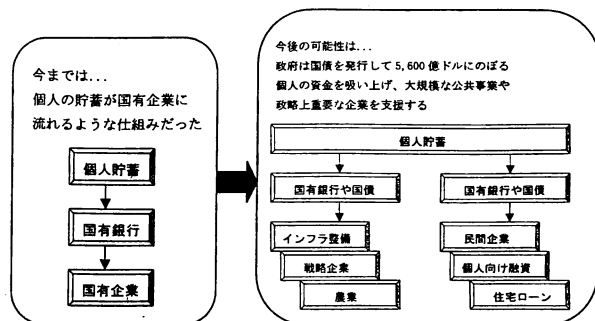 今までは...
個人の貯蓄が国有企業に
流れるような仕組みだった
個人貯蓄
国有銀行
国有企業
今後の可能性は...
政府は国債を発行して5,600億ドルにのぼる
個人の資金を吸い上げ、大規模な公共事業や
政略上重要な企業を支援する
個人貯蓄
国有銀行や国債
国有銀行や国債
インフラ整備
民間企業
戦略企業
個人向け融資
農業
住宅ローン